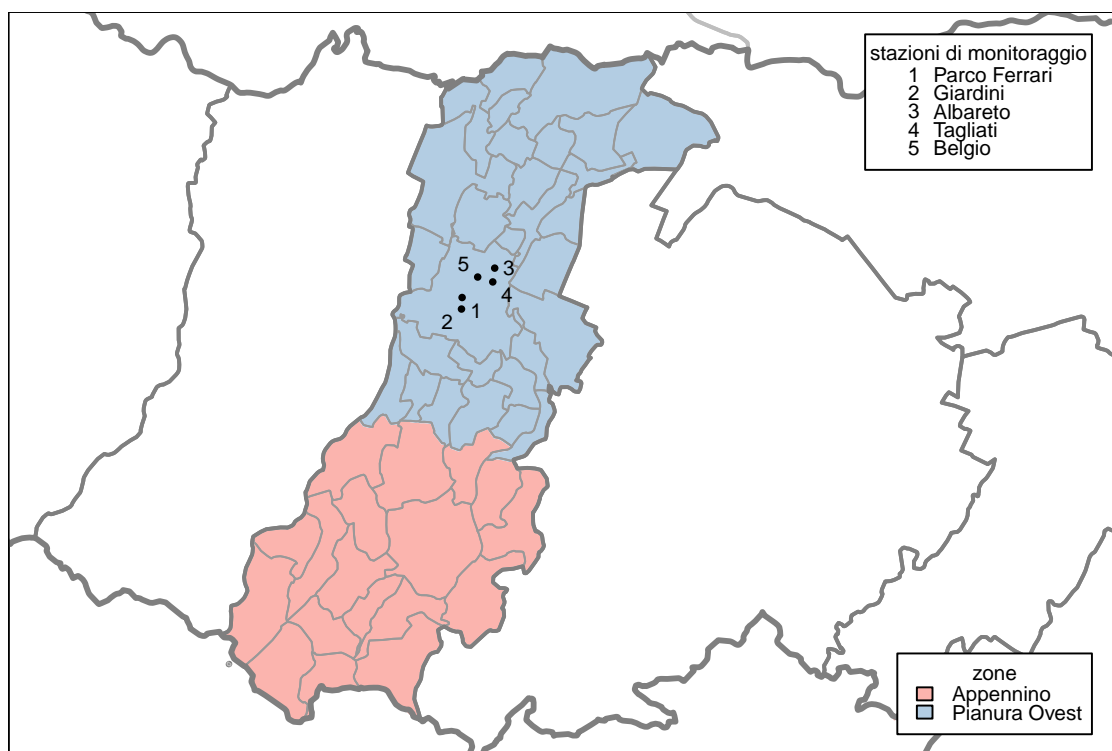 stazioni di monitoraggio
1 Parco Ferrari
2 Giardini
3 Albareto
4 Tagliati
5 Belgio
5
3
4
1
2
zone
Appennino
Pianura Ovest